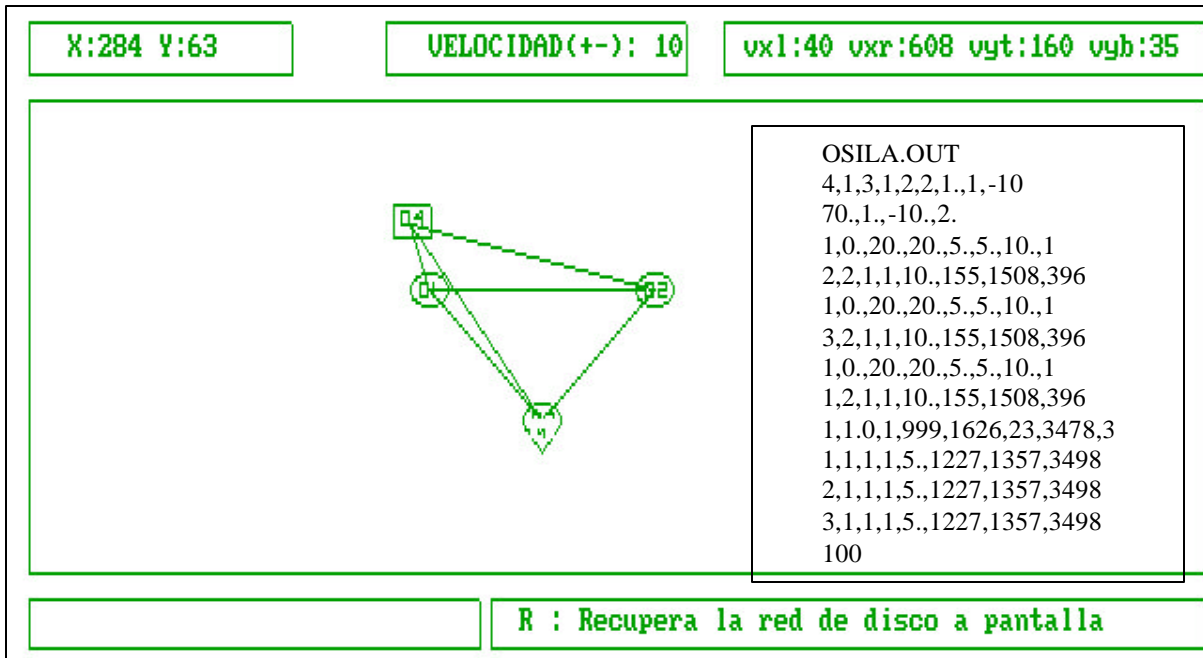 X:284 Y:63
VELOCIDAD(+-): 10
vxl:40 vxr:608 vyt:160 vyb:35
OSILA.OUT
4,1,3,1,2,2,1.,1,-10
70.,1.,-10.,2.
1,0.,20.,20.,5.,5.,10.,1
2,2,1,1,10.,155,1508,396
1,0.,20.,20.,5.,5.,10.,1
3,2,1,1,10.,155,1508,396
1,0.,20.,20.,5.,5.,10.,1
1,2,1,1,10.,155,1508,396
1,1.0,1,999,1626,23,3478,3
1,1,1,1,5.,1227,1357,3498
2,1,1,1,5.,1227,1357,3498
3,1,1,1,5.,1227,1357,3498
100
R : Recupera la red de disco a pantalla